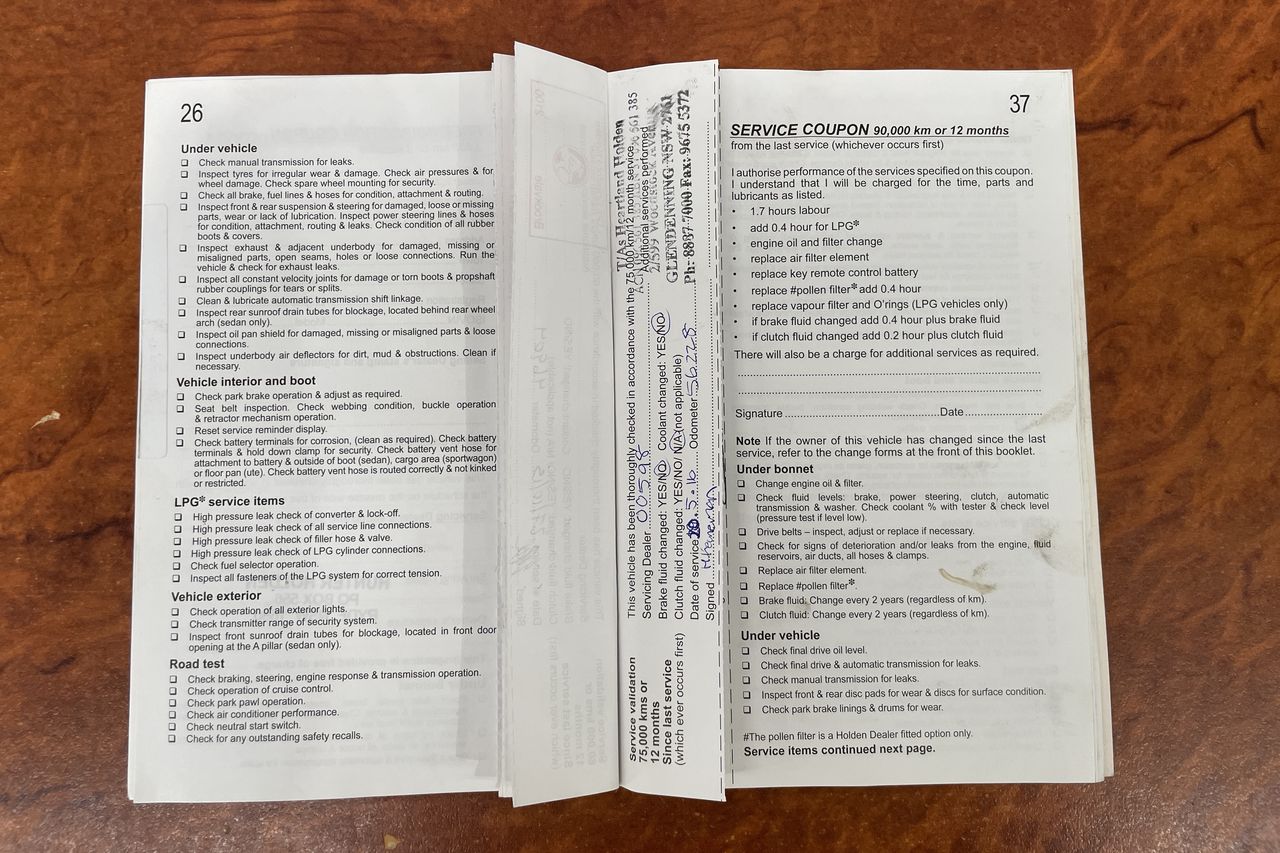 26
Under vehicle
❑ Check manual transmission for leaks.
❑ Inspect tyres for irregular wear & damage. Check air pressures & for
wheel damage. Check spare wheel mounting for security.
❑ Check all brake, fuel lines & hoses for condition, attachment & routing.
❑ Inspect front & rear suspension & steering for damaged, loose or missing
parts, wear or lack of lubrication. Inspect power steering lines & hoses
for condition, attachment, routing & leaks. Check condition of all rubber
boots & covers.
❑ Inspect exhaust & adjacent underbody for damaged, missing or
misaligned parts, open seams, holes or loose connections. Run the
vehicle & check for exhaust leaks.
❑ Inspect all constant velocity joints for damage or torn boots & propshaft
rubber couplings for tears or splits.
❑ Clean & lubricate automatic transmission shift linkage.
❑ Inspect rear sunroof drain tubes for blockage, located behind rear wheel
arch (sedan only).
❑ Inspect oil pan shield for damaged, missing or misaligned parts & loose
connections.
❑ Inspect underbody air deflectors for dirt, mud & obstructions. Clean if
necessary.
Vehicle interior and boot
❑ Check park brake operation & adjust as required.
❑ Seat belt inspection. Check webbing condition, buckle operation
& retractor mechanism operation.
❑ Reset service reminder display.
❑ Check battery terminals for corrosion, (clean as required). Check battery
terminals & hold down clamp for security. Check battery vent hose for
attachment to battery & outside of boot (sedan), cargo area (sportwagon)
or floor pan (ute). Check battery vent hose is routed correctly & not kinked
or restricted.
LPG* service items
❑ High pressure leak check of converter & lock-off.
❑ High pressure leak check of all service line connections.
❑ High pressure leak check of filler hose & valve.
❑ High pressure leak check of LPG cylinder connections.
❑ Check fuel selector operation.
❑ Inspect all fasteners of the LPG system for correct tension.
Vehicle exterior
❑ Check operation of all exterior lights.
❑ Check transmitter range of security system.
❑ Inspect front sunroof drain tubes for blockage, located in front door
opening at the A pillar (sedan only).
Road test
❑ Check braking, steering, engine response & transmission operation.
❑ Check operation of cruise control.
❑ Check park pawl operation.
❑ Check air conditioner performance.
❑ Check neutral start switch.
❑ Check for any outstanding safety recalls.
Service validation
75,000 kms or
12 months
Since last service
(which ever occurs first)
T/As Heartland Holden
This vehicle has been thoroughly checked in accordance with the 75,000 km/12 month service.
Servicing Dealer 00598 Additional services performed
GLENDENNING NSW 2761
Brake fluid changed: YES/NO Coolant changed: YES/NO
Ph: 8887 7000 Fax: 9675 5372
Clutch fluid changed: YES/NO/ N/A (not applicable)
Date of service 5.16 Odometer 56228
Signed
37
SERVICE COUPON 90,000 km or 12 months
from the last service (whichever occurs first)
I authorise performance of the services specified on this coupon.
I understand that I will be charged for the time, parts and
lubricants as listed.
• 1.7 hours labour
• add 0.4 hour for LPG*
• engine oil and filter change
• replace air filter element
• replace key remote control battery
• replace #pollen filter* add 0.4 hour
• replace vapour filter and O'rings (LPG vehicles only)
• if brake fluid changed add 0.4 hour plus brake fluid
• if clutch fluid changed add 0.2 hour plus clutch fluid
There will also be a charge for additional services as required.
Signature Date
Note If the owner of this vehicle has changed since the last
service, refer to the change forms at the front of this booklet.
Under bonnet
❑ Change engine oil & filter.
❑ Check fluid levels: brake, power steering, clutch, automatic
transmission & washer. Check coolant % with tester & check level
(pressure test if level low).
❑ Drive belts – inspect, adjust or replace if necessary.
❑ Check for signs of deterioration and/or leaks from the engine, fluid
reservoirs, air ducts, all hoses & clamps.
❑ Replace air filter element.
❑ Replace #pollen filter*.
❑ Brake fluid: Change every 2 years (regardless of km).
❑ Clutch fluid: Change every 2 years (regardless of km).
Under vehicle
❑ Check final drive oil level.
❑ Check final drive & automatic transmission for leaks.
❑ Check manual transmission for leaks.
❑ Inspect front & rear disc pads for wear & discs for surface condition.
❑ Check park brake linings & drums for wear.
#The pollen filter is a Holden Dealer fitted option only.
Service items continued next page.